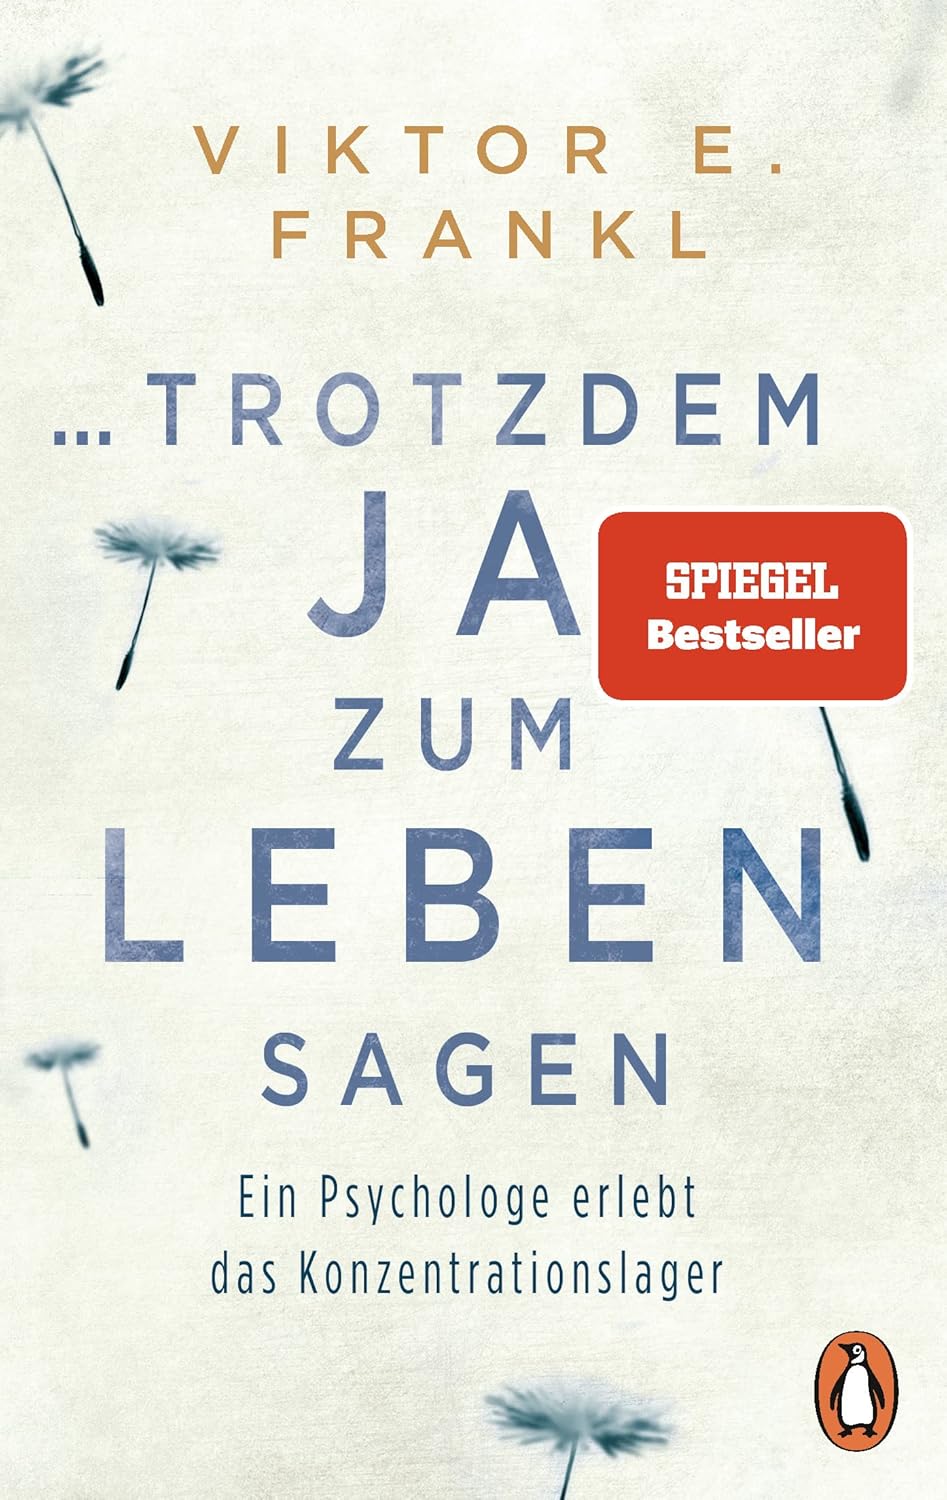 VIKTOR E.
FRANKL
...TROTZDEM
JA
SPIEGEL
Bestseller
ZUM
LEBEN
SAGEN
Ein Psychologe erlebt
das Konzentrationslager